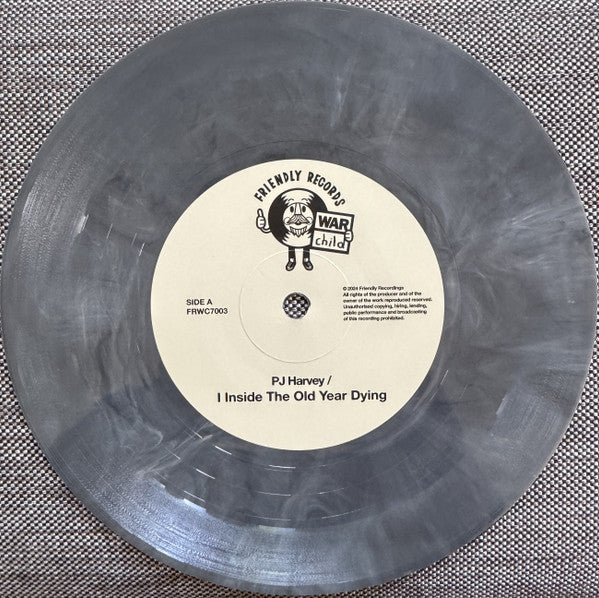 FRIENDLY RECORDS
WAR
child
SIDE A
FRWC7003
© 2024 Friendly Recordings
All rights of the producer and of the
owner of the work reproduced reserved.
Unauthorised copying, hiring, lending,
public performance and broadcasting
of this recording prohibited.
PJ Harvey /
I Inside The Old Year Dying